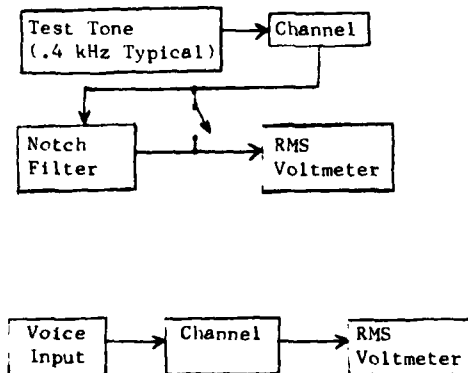 Test Tone
(.4 kHz Typical)
Channel
Notch
Filter
RMS
Voltmeter
Voice
Input
Channel
RMS
Voltmeter